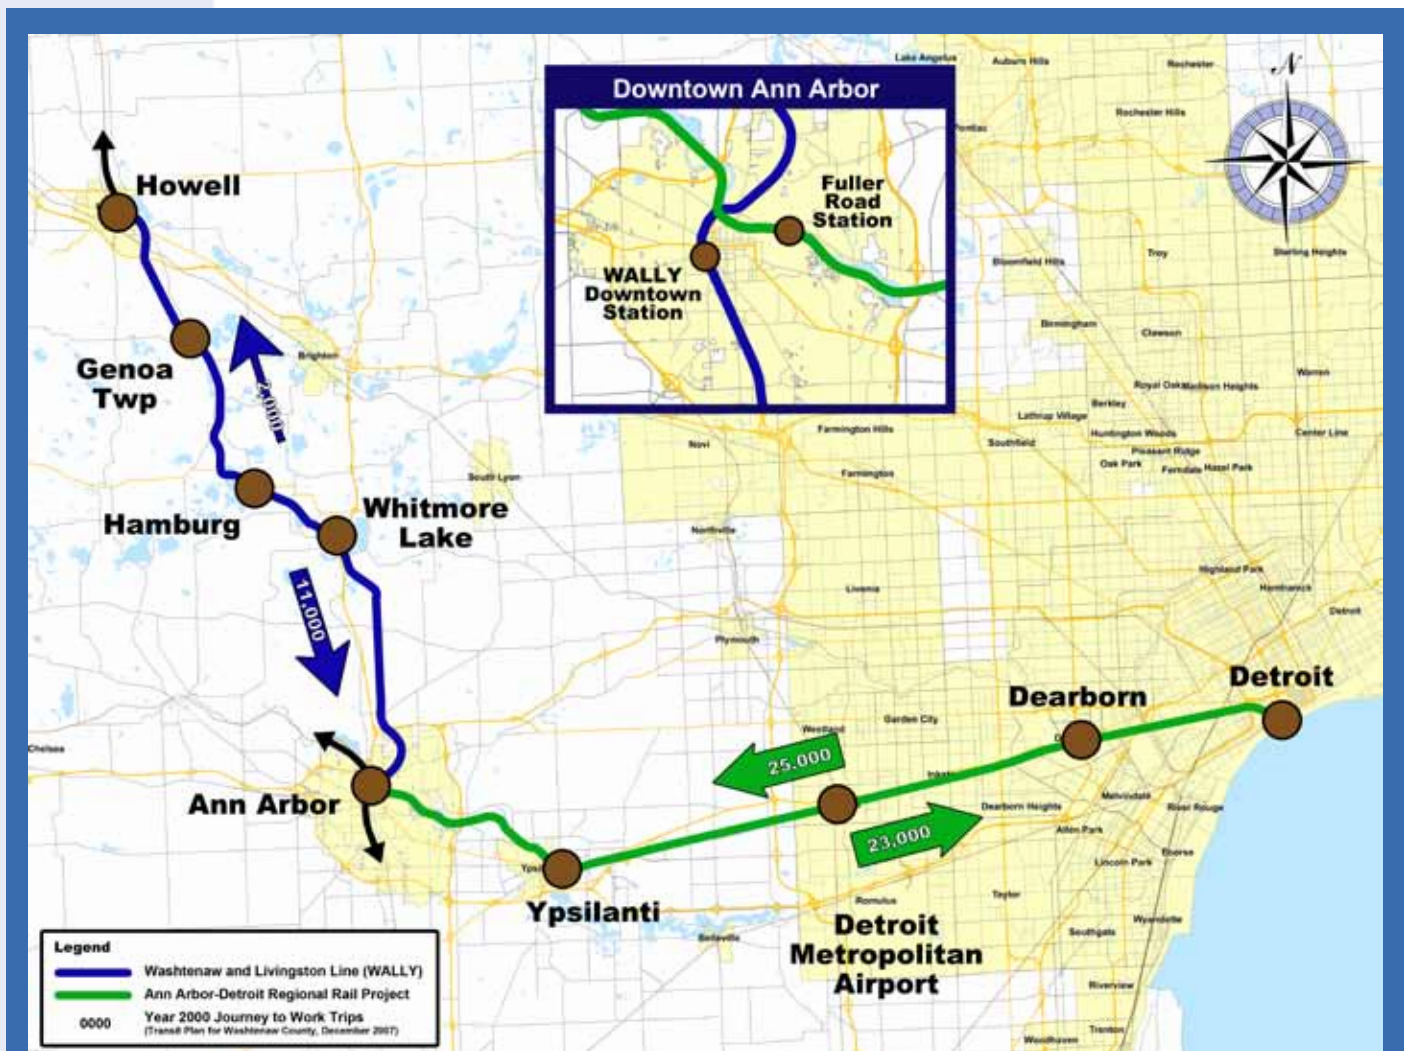 Downtown Ann Arbor
Fuller
Road
Station
WALLY
Downtown
Station
N
Lake Angelus
Auburn Hills
Rochester
Rochester Hills
Pontiac
Howell
Troy
Sterling Heights
Bloomfield Hills
Birmingham
Clawson
Brighton
Genoa
Twp
2,000
Warren
Royal Oak
Madison Heights
Berkley
Lathrup Village
Farmington Hills
Huntington Woods
Center Line
Novi
Southfield
Pleasant Ridge
Oak Park
Ferndale
Hazel Park
Farmington
South Lyon
Hamburg
Whitmore
Lake
Northville
Highland Park
Hamtramck
Livonia
11,000
Detroit
Plymouth
Detroit
Dearborn
Garden City
Westland
Chelsea
25,000
Ann Arbor
Dearborn Heights
Melvindale
River Rouge
23,000
Allen Park
Ecorse
Lincoln Park
Ypsilanti
Taylor
Romulus
Wyandotte
Detroit
Metropolitan
Airport
Southgate
Belleville
Riverview
Trenton
Woodhaven
Legend
Washtenaw and Livingston Line (WALLY)
Ann Arbor-Detroit Regional Rail Project
0000 Year 2000 Journey to Work Trips
(Transit Plan for Washtenaw County, December 2007)